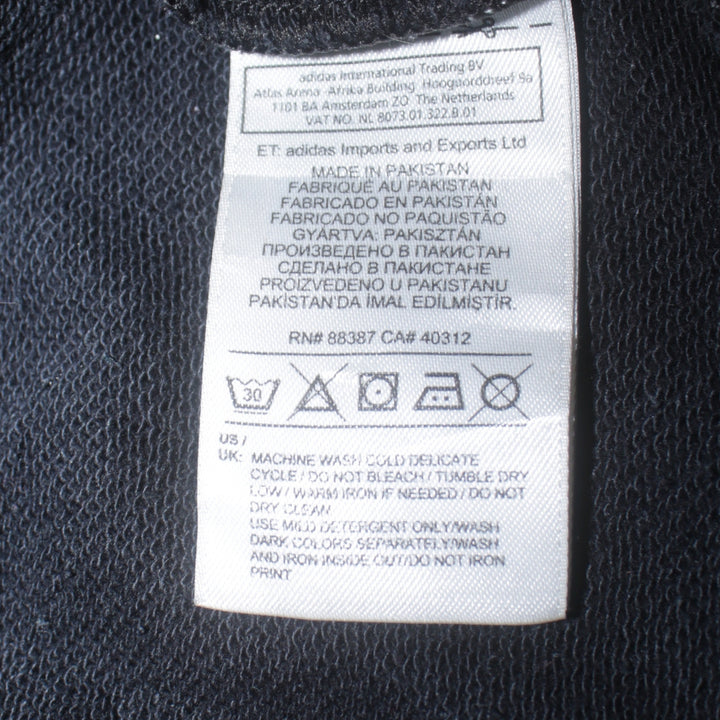 adidas International Trading BV
Atlas Arena -Afrika Building Hoogoorddreef 9a
1101 BA Amsterdam ZO The Netherlands
VAT NO. NL 8073.01.322.B.01
ET: adidas Imports and Exports Ltd
MADE IN PAKISTAN
FABRIQUÉ AU PAKISTAN
FABRICADO EN PAKISTÁN
FABRICADO NO PAQUISTÃO
GYÁRTVA: PAKISZTÁN
ПРОИЗВЕДЕНО В ПАКИСТАН
СДЕЛАНО В ПАКИСТАНЕ
PROIZVEDENO U PAKISTANU
PAKISTAN'DA IMAL EDİLMİŞTİR.
RN# 88387 CA# 40312
30
US /
UK: MACHINE WASH COLD DELICATE
CYCLE / DO NOT BLEACH / TUMBLE DRY
LOW / WARM IRON IF NEEDED / DO NOT
DRY CLEAN
USE MILD DETERGENT ONLY/WASH
DARK COLORS SEPARATELY/WASH
AND IRON INSIDE OUT/DO NOT IRON
PRINT